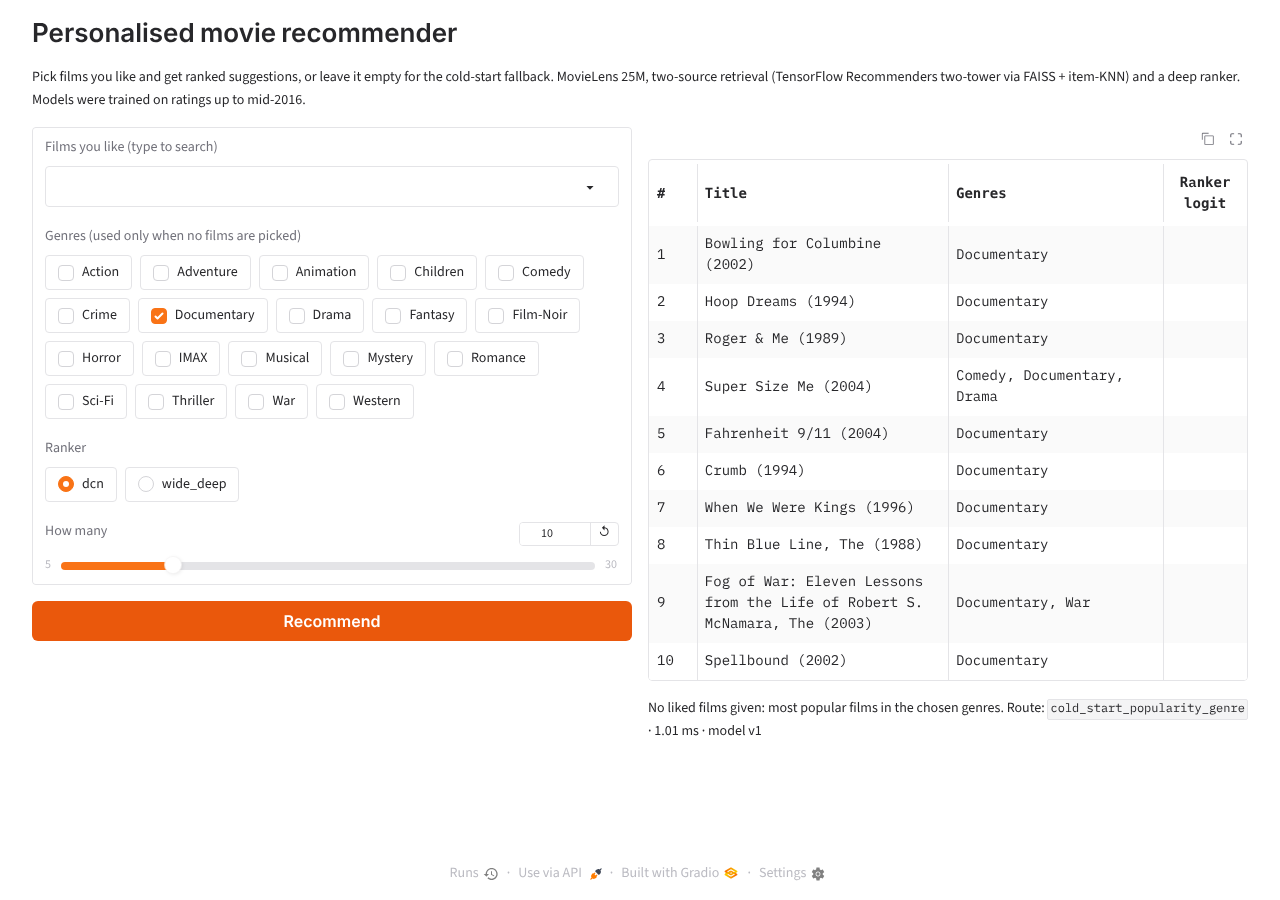 Personalised movie recommender
Pick films you like and get ranked suggestions, or leave it empty for the cold-start fallback. MovieLens 25M, two-source retrieval (TensorFlow Recommenders two-tower via FAISS + item-KNN) and a deep ranker.
Models were trained on ratings up to mid-2016.
Films you like (type to search)
Genres (used only when no films are picked)
Action Adventure Animation Children Comedy
Crime Documentary Drama Fantasy Film-Noir
Horror IMAX Musical Mystery Romance
Sci-Fi Thriller War Western
Ranker
dcn wide_deep
How many 10
5 30
Recommend
# Title Genres Ranker
logit
1 Bowling for Columbine
(2002) Documentary
2 Hoop Dreams (1994) Documentary
3 Roger & Me (1989) Documentary
4 Super Size Me (2004) Comedy, Documentary,
Drama
5 Fahrenheit 9/11 (2004) Documentary
6 Crumb (1994) Documentary
7 When We Were Kings (1996) Documentary
8 Thin Blue Line, The (1988) Documentary
9 Fog of War: Eleven Lessons
from the Life of Robert S.
McNamara, The (2003) Documentary, War
10 Spellbound (2002) Documentary
No liked films given: most popular films in the chosen genres. Route: cold_start_popularity_genre
· 1.01 ms · model v1
Runs · Use via API · Built with Gradio · Settings